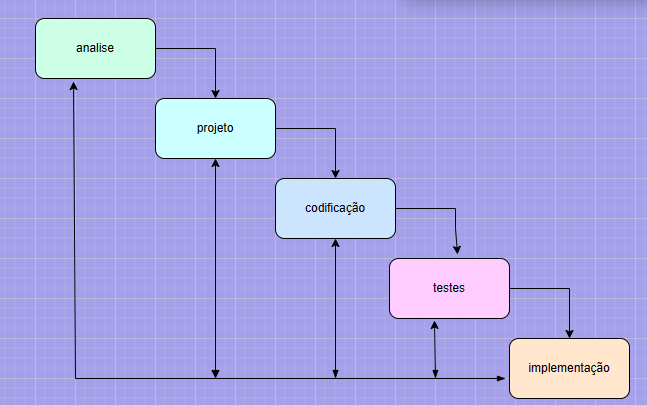 analise
projeto
codificação
testes
implementação